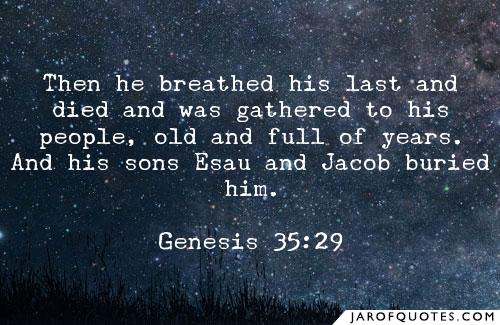 Then he breathed his last and
died and was gathered to his
people, old and full of years.
And his sons Esau and Jacob buried
him.
Genesis 35:29
JAROFQUOTES.COM